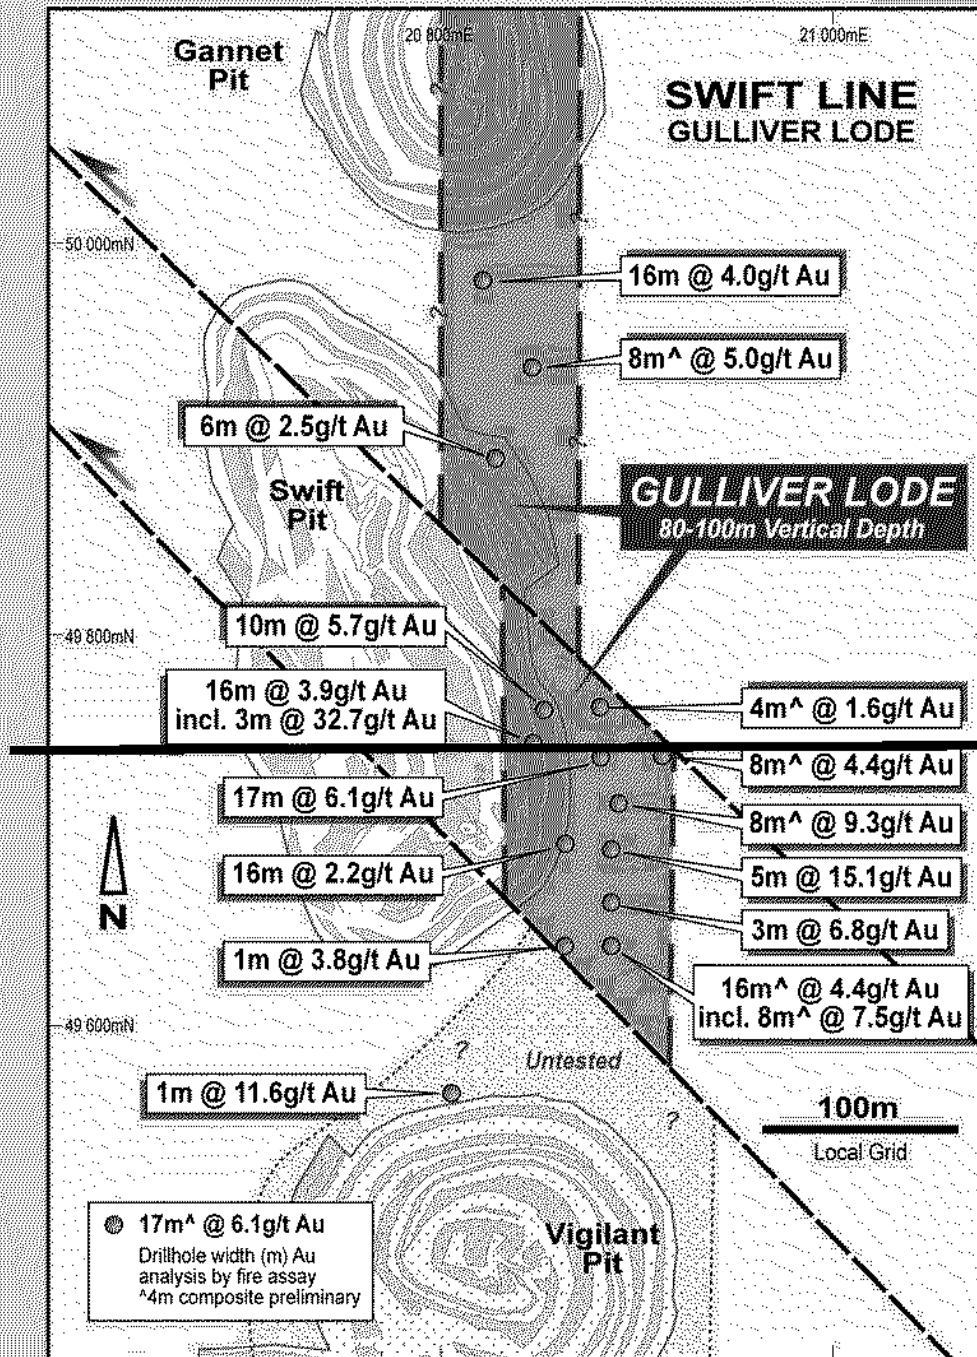 20 800mE
21 000mE
Gannet
Pit
SWIFT LINE
GULLIVER LODE
?
?
50 000mN
16m @ 4.0g/t Au
?
8m^ @ 5.0g/t Au
6m @ 2.5g/t Au
?
GULLIVER LODE
80-100m Vertical Depth
Swift
Pit
10m @ 5.7g/t Au
49 800mN
16m @ 3.9g/t Au
incl. 3m @ 32.7g/t Au
4m^ @ 1.6g/t Au
8m^ @ 4.4g/t Au
17m @ 6.1g/t Au
8m^ @ 9.3g/t Au
16m @ 2.2g/t Au
5m @ 15.1g/t Au
N
3m @ 6.8g/t Au
1m @ 3.8g/t Au
16m^ @ 4.4g/t Au
incl. 8m^ @ 7.5g/t Au
49 600mN
?
Untested
1m @ 11.6g/t Au
?
100m
Local Grid
17m^ @ 6.1g/t Au
Drillhole width (m) Au
analysis by fire assay
^4m composite preliminary
Vigilant
Pit